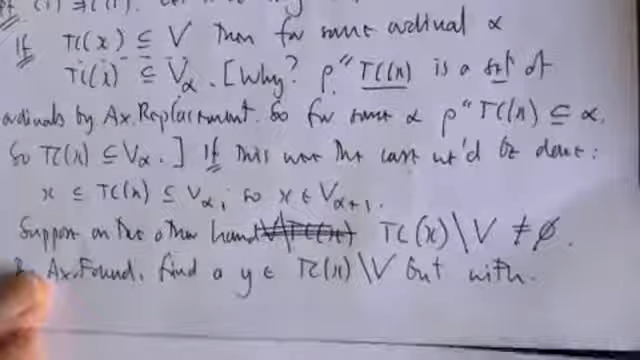 (1) ⇒ (1).
If TC(x) ⊆ V Then for some ordinal α
TC(x) ⊆ Vα. [Why? ρ"TC(x) is a set of
ordinals by Ax. Replacement. So for some α ρ"TC(x) ⊆ α.
So TC(x) ⊆ Vα.] If This were the case we'd be done:
x ⊆ TC(x) ⊆ Vα, so x ∈ Vα+1.
Suppose on the other hand TC(x)\V ≠ ∅.
Ax. Found. find a y ∈ TC(x)\V but with